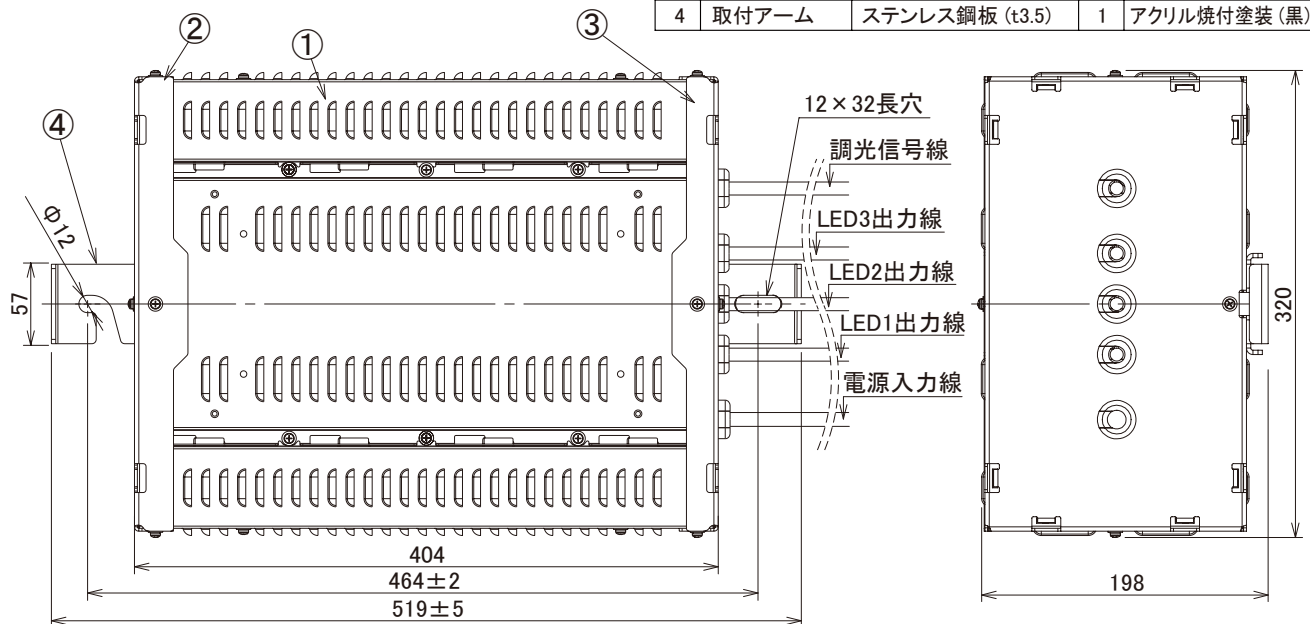 4 取付アーム ステンレス鋼板 (t3.5) 1 アクリル焼付塗装 (黒)
②
①
③
④
12×32長穴
調光信号線
LED3出力線
LED2出力線
LED1出力線
電源入力線
φ12
57
320
404
464±2
519±5
198